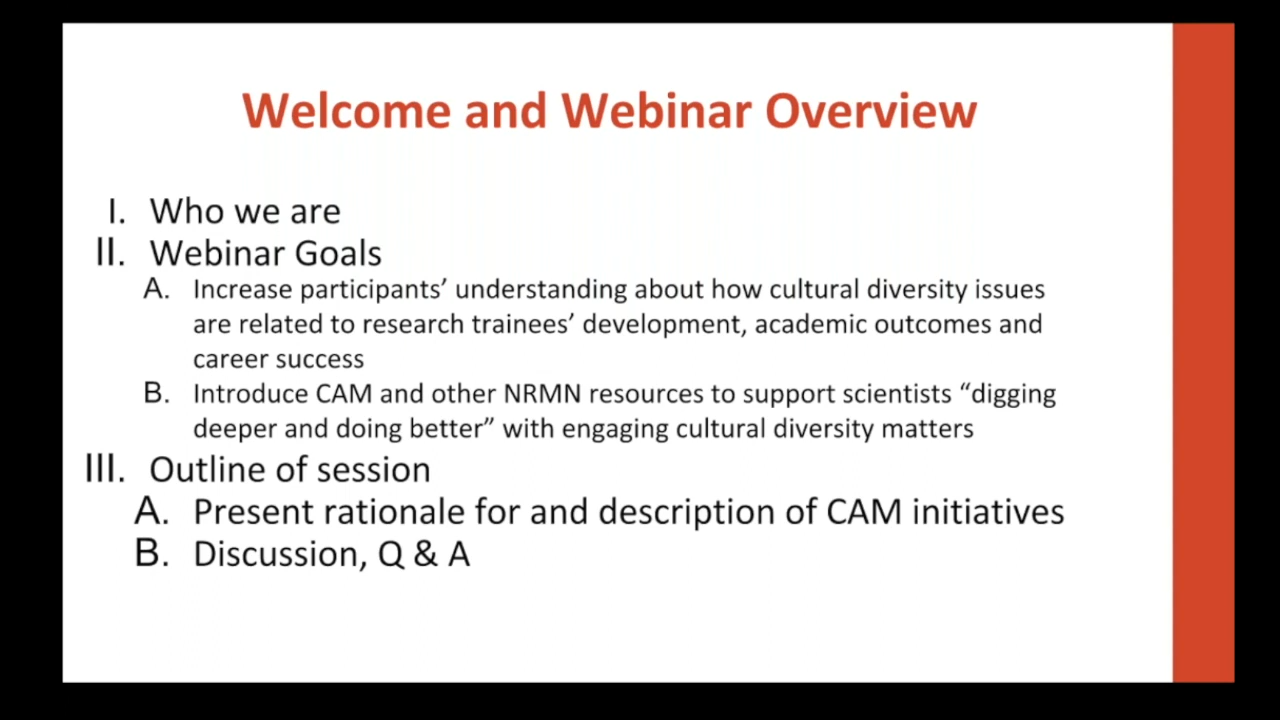 Welcome and Webinar Overview
I. Who we are
II. Webinar Goals
A. Increase participants’ understanding about how cultural diversity issues
are related to research trainees’ development, academic outcomes and
career success
B. Introduce CAM and other NRMN resources to support scientists “digging
deeper and doing better” with engaging cultural diversity matters
III. Outline of session
A. Present rationale for and description of CAM initiatives
B. Discussion, Q & A